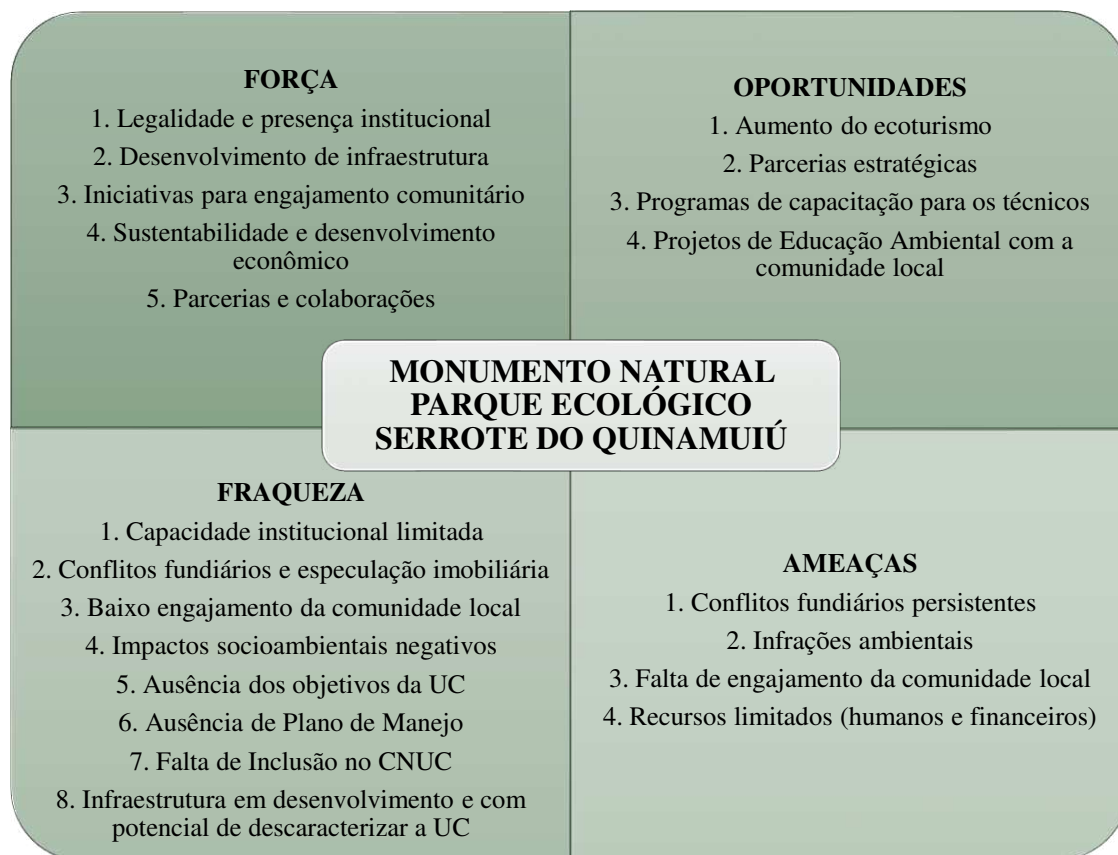 FORÇA
1. Legalidade e presença institucional
2. Desenvolvimento de infraestrutura
3. Iniciativas para engajamento comunitário
4. Sustentabilidade e desenvolvimento
econômico
5. Parcerias e colaborações
OPORTUNIDADES
1. Aumento do ecoturismo
2. Parcerias estratégicas
3. Programas de capacitação para os técnicos
4. Projetos de Educação Ambiental com a
comunidade local
MONUMENTO NATURAL
PARQUE ECOLÓGICO
SERROTE DO QUINAMUIÚ
FRAQUEZA
1. Capacidade institucional limitada
2. Conflitos fundiários e especulação imobiliária
3. Baixo engajamento da comunidade local
4. Impactos socioambientais negativos
5. Ausência dos objetivos da UC
6. Ausência de Plano de Manejo
7. Falta de Inclusão no CNUC
8. Infraestrutura em desenvolvimento e com
potencial de descaracterizar a UC
AMEAÇAS
1. Conflitos fundiários persistentes
2. Infrações ambientais
3. Falta de engajamento da comunidade local
4. Recursos limitados (humanos e financeiros)